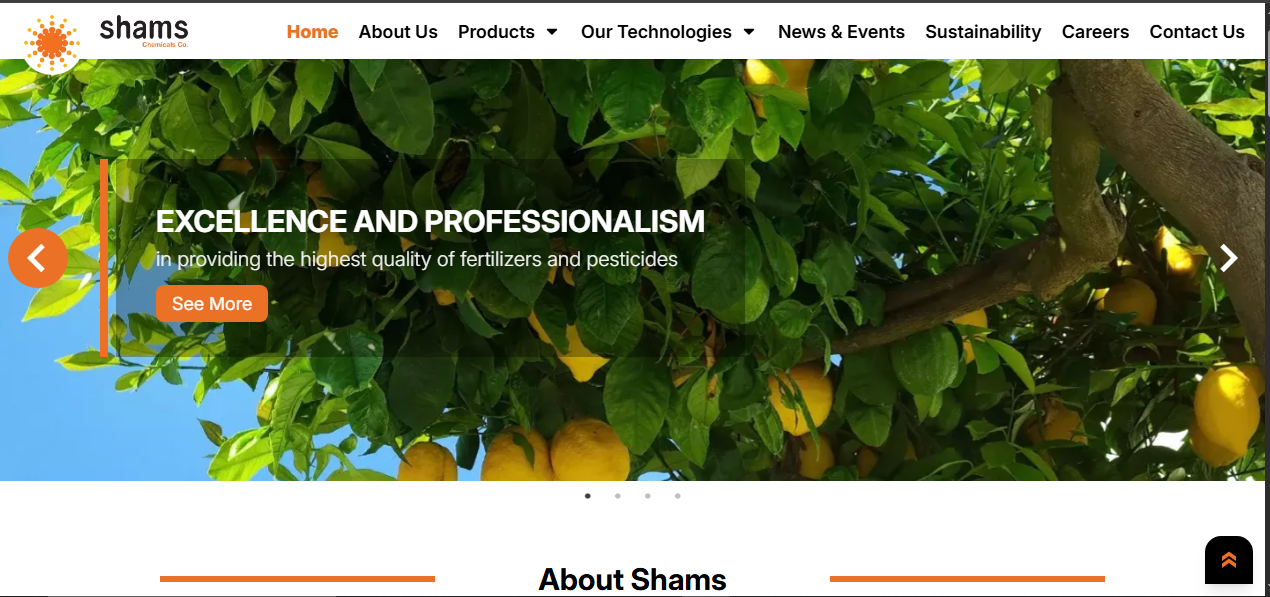 shams
Chemicals Co.
Home About Us Products Our Technologies News & Events Sustainability Careers Contact Us
EXCELLENCE AND PROFESSIONALISM
in providing the highest quality of fertilizers and pesticides
See More
About Shams